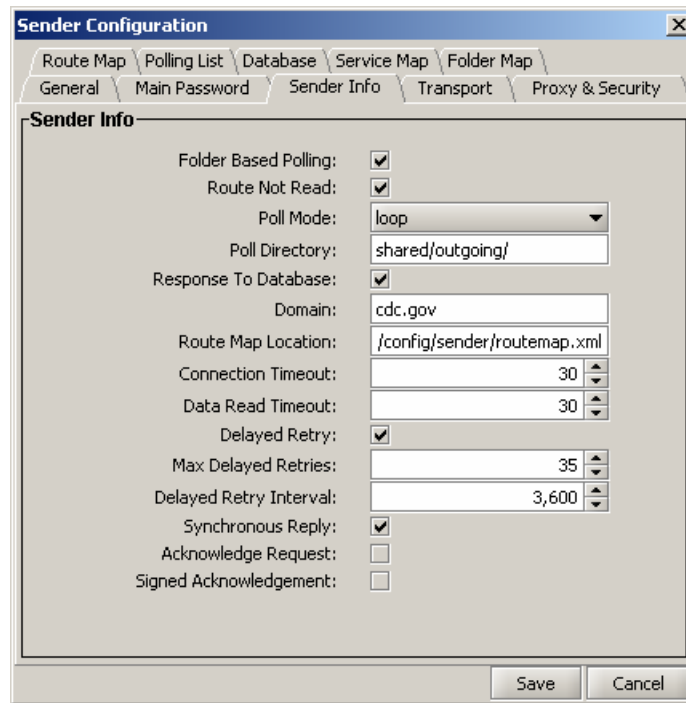 Sender Configuration
Route Map Polling List Database Service Map Folder Map
General Main Password Sender Info Transport Proxy & Security
Sender Info
Folder Based Polling:
Route Not Read:
Poll Mode: loop
Poll Directory: shared/outgoing/
Response To Database:
Domain: cdc.gov
Route Map Location: /config/sender/routemap.xml
Connection Timeout: 30
Data Read Timeout: 30
Delayed Retry:
Max Delayed Retries: 35
Delayed Retry Interval: 3,600
Synchronous Reply:
Acknowledge Request:
Signed Acknowledgement:
Save Cancel